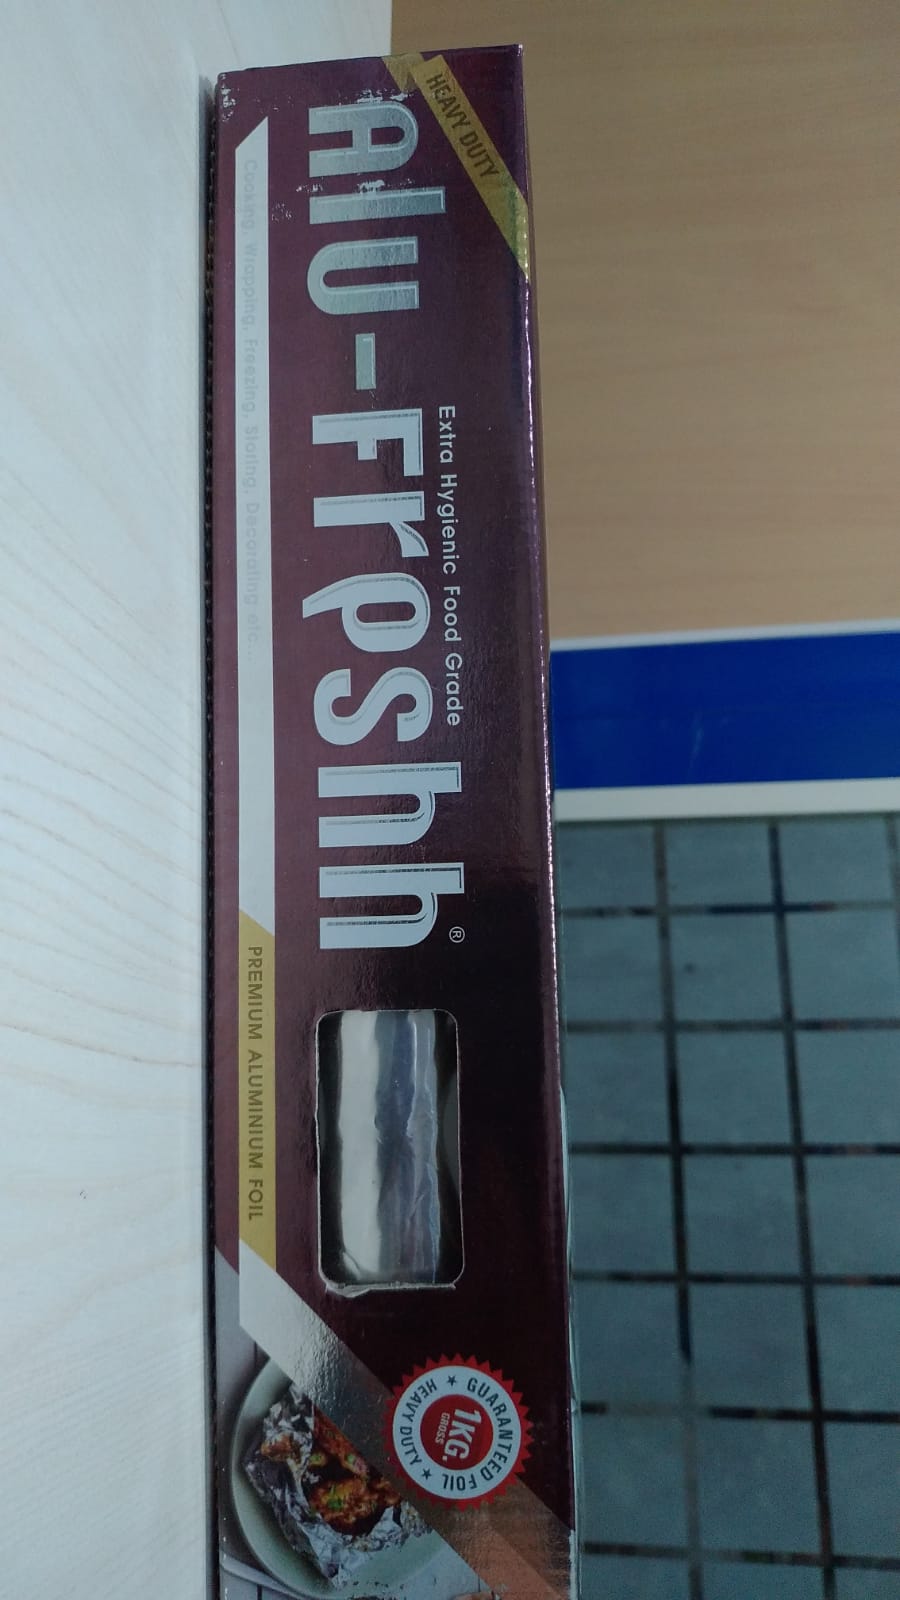 HEAVY DUTY
Extra Hygienic Food Grade
Alu-Freshh®
Cooking, Wrapping, Freezing, Storing, Decorating etc...
PREMIUM ALUMINIUM FOIL
GUARANTEED FOIL
1KG.
GROSS
★ HEAVY DUTY ★